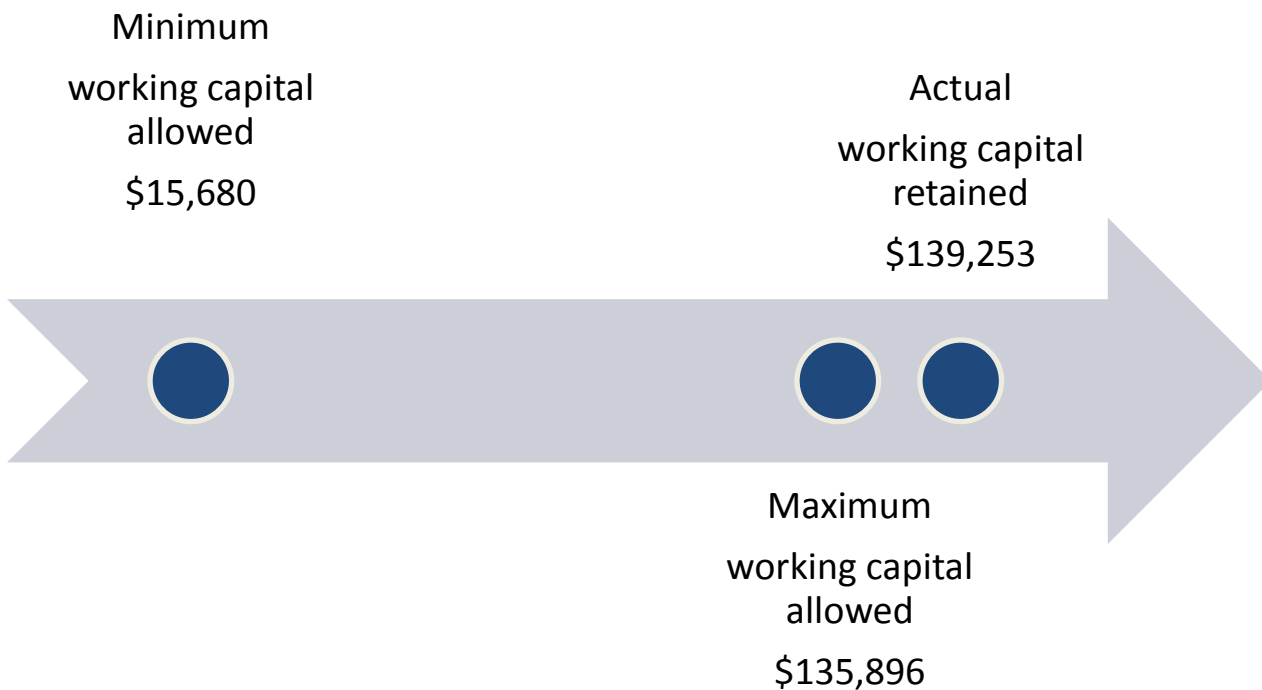 Minimum
working capital
allowed
$15,680
Actual
working capital
retained
$139,253
Maximum
working capital
allowed
$135,896